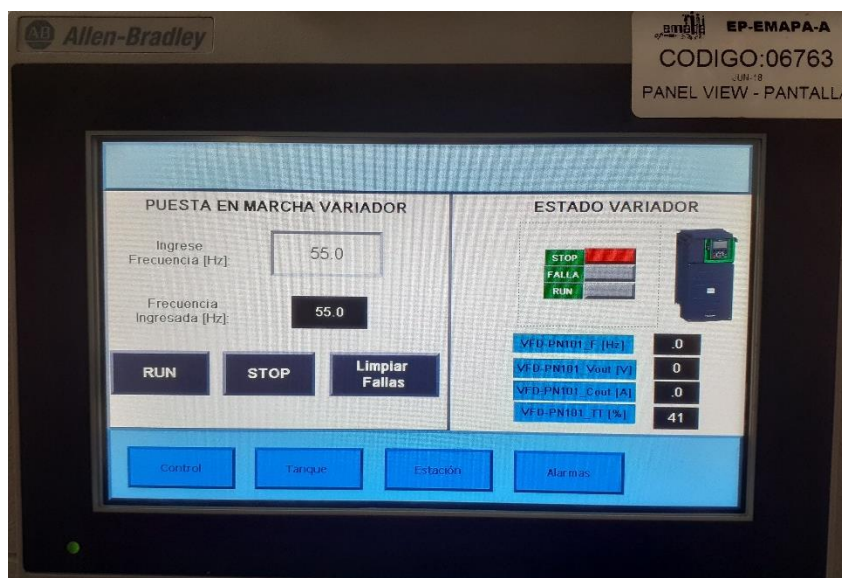 AB Allen-Bradley
emapa EP-EMAPA-A
CODIGO:06763
JUN-18
PANEL VIEW - PANTALLA
PUESTA EN MARCHA VARIADOR
Ingrese
Frecuencia [Hz]:
55.0
Frecuencia
Ingresada [Hz]:
55.0
RUN
STOP
Limpiar
Fallas
ESTADO VARIADOR
STOP
FALLA
RUN
VFD-PN101_F [Hz] .0
VFD-PN101_Vout [V] 0
VFD-PN101_Cout [A] .0
VFD-PN101_TT [%] 41
Control
Tanque
Estación
Alarmas